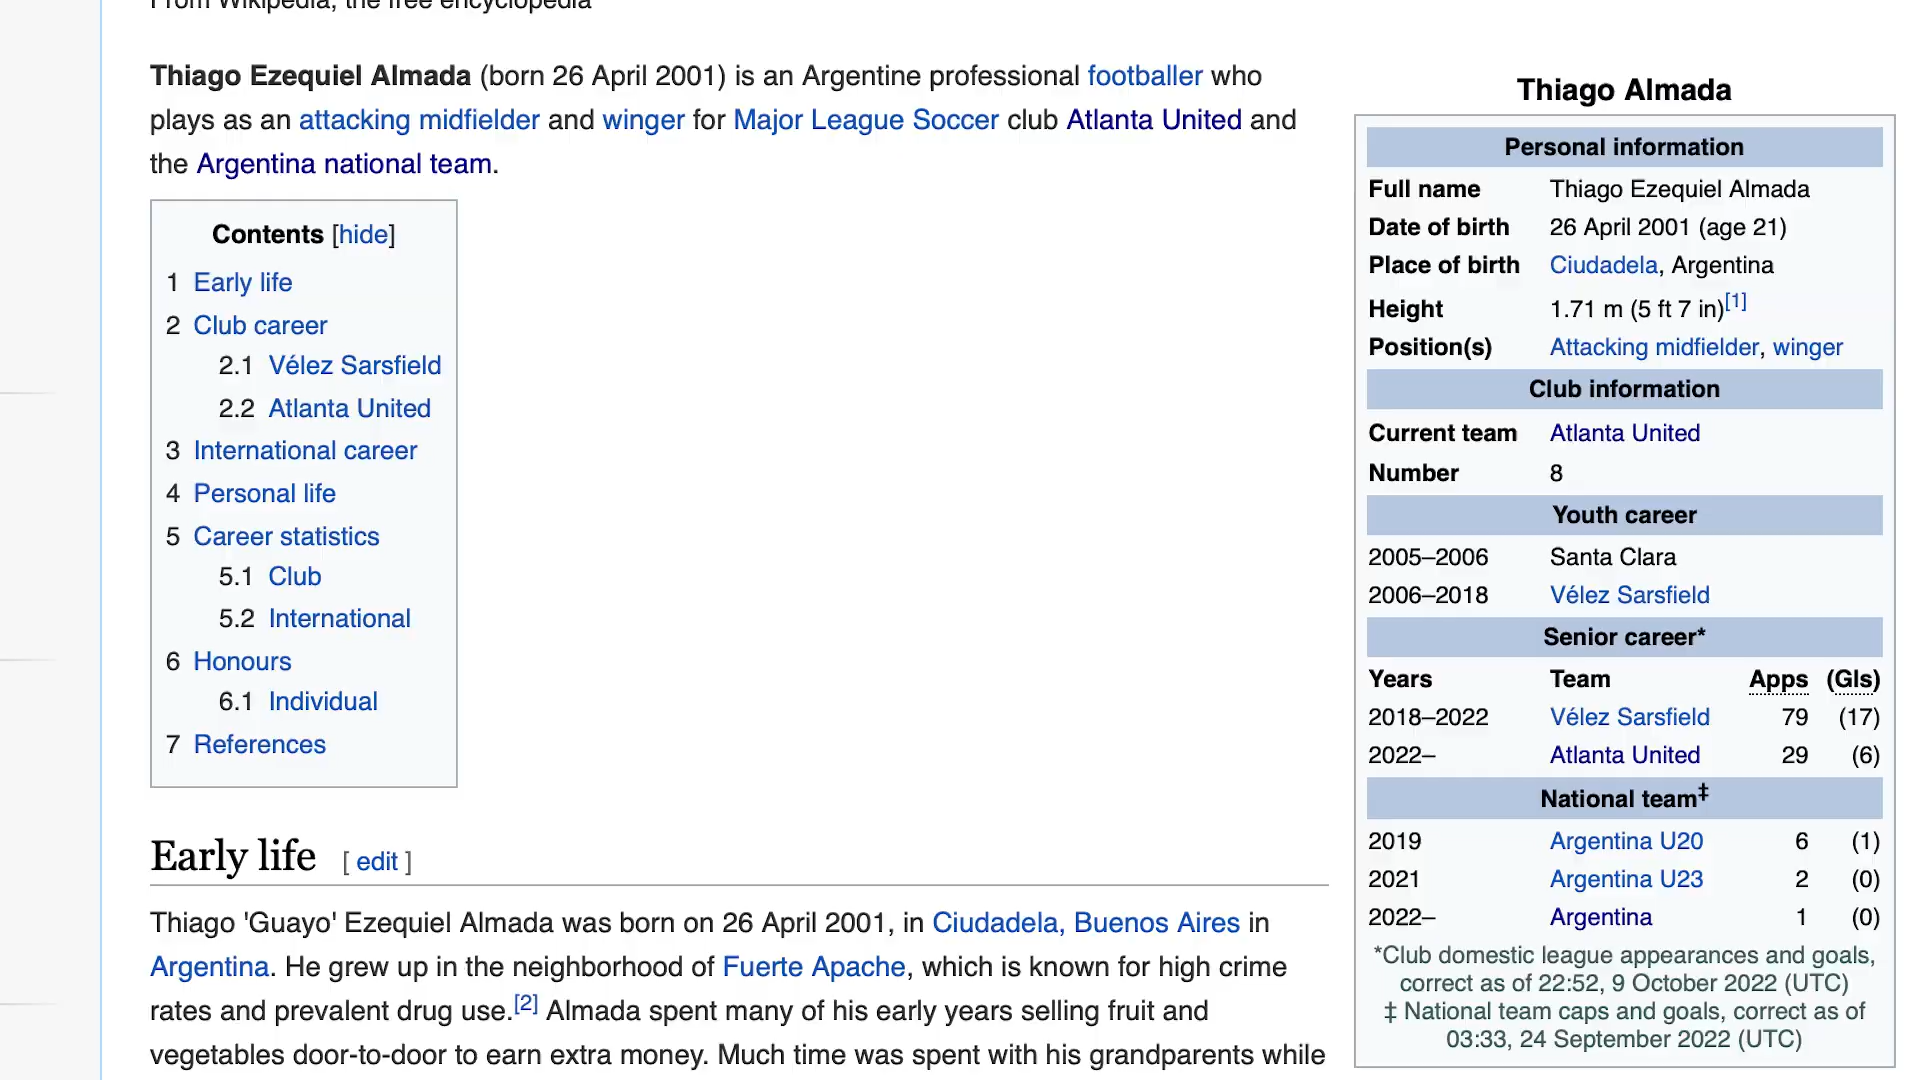 From Wikipedia, the free encyclopedia
Thiago Ezequiel Almada (born 26 April 2001) is an Argentine professional footballer who
plays as an attacking midfielder and winger for Major League Soccer club Atlanta United and
the Argentina national team.
Contents [hide]
1 Early life
2 Club career
2.1 Vélez Sarsfield
2.2 Atlanta United
3 International career
4 Personal life
5 Career statistics
5.1 Club
5.2 International
6 Honours
6.1 Individual
7 References
Early life [ edit ]
Thiago 'Guayo' Ezequiel Almada was born on 26 April 2001, in Ciudadela, Buenos Aires in
Argentina. He grew up in the neighborhood of Fuerte Apache, which is known for high crime
rates and prevalent drug use.[2] Almada spent many of his early years selling fruit and
vegetables door-to-door to earn extra money. Much time was spent with his grandparents while
Thiago Almada
Personal information
Full name Thiago Ezequiel Almada
Date of birth 26 April 2001 (age 21)
Place of birth Ciudadela, Argentina
Height 1.71 m (5 ft 7 in)[1]
Position(s) Attacking midfielder, winger
Club information
Current team Atlanta United
Number 8
Youth career
2005–2006 Santa Clara
2006–2018 Vélez Sarsfield
Senior career*
Years Team Apps (Gls)
2018–2022 Vélez Sarsfield 79 (17)
2022– Atlanta United 29 (6)
National team‡
2019 Argentina U20 6 (1)
2021 Argentina U23 2 (0)
2022– Argentina 1 (0)
*Club domestic league appearances and goals,
correct as of 22:52, 9 October 2022 (UTC)
‡ National team caps and goals, correct as of
03:33, 24 September 2022 (UTC)